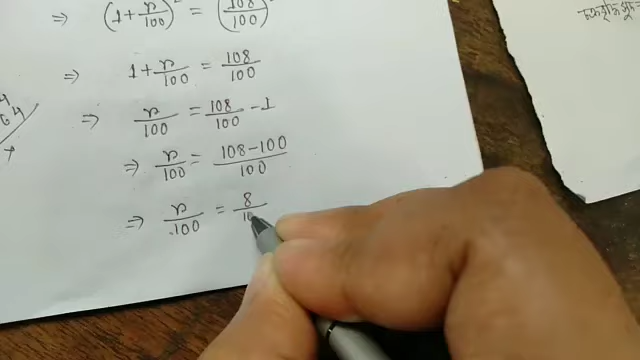 ⇒ (1 + r/100)² = (108/100)²
⇒ 1 + r/100 = 108/100
⇒ r/100 = 108/100 - 1
⇒ r/100 = 108-100/100
⇒ r/100 = 8/10